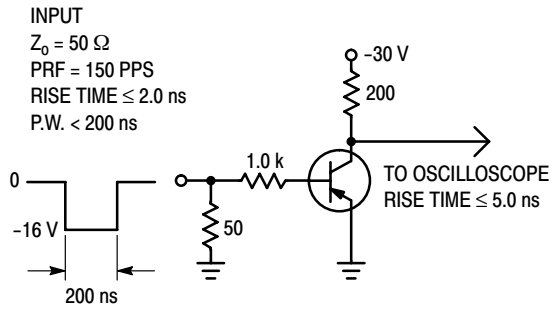 INPUT
Zo = 50 Ω
PRF = 150 PPS
RISE TIME ≤ 2.0 ns
P.W. < 200 ns
-30 V
200
1.0 k
TO OSCILLOSCOPE
RISE TIME ≤ 5.0 ns
0
-16 V
50
200 ns